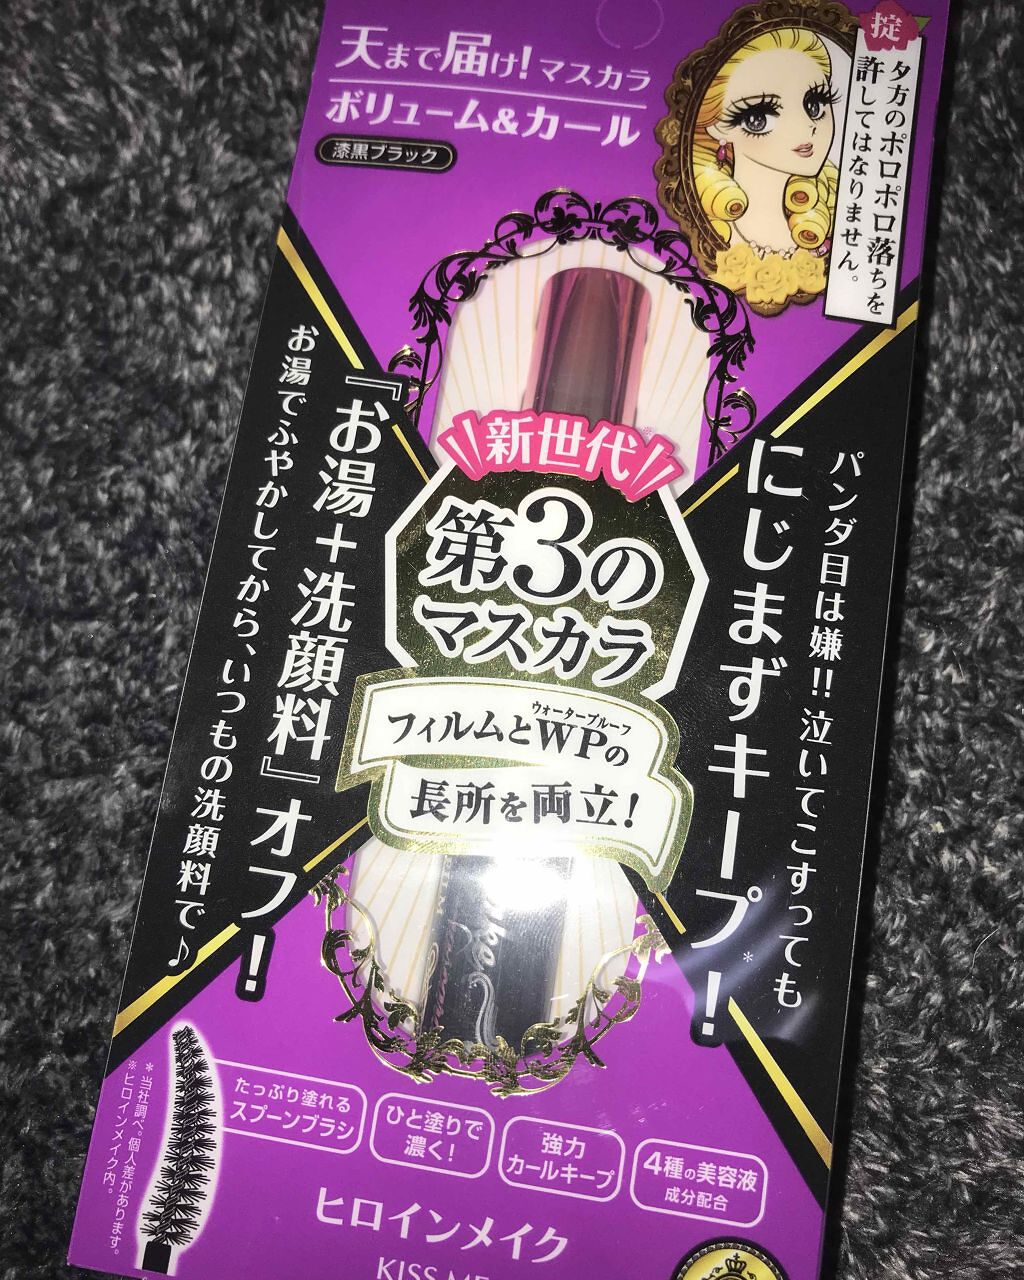 天まで届け!マスカラ
ボリューム&カール
漆黒ブラック
掟
夕方のポロポロ落ちを
許してはなりません。
新世代※
第3の
マスカラ
フィルムとWPの
ウォータープルーフ
長所を両立!
パンダ目は嫌!!泣いてこすっても
にじまずキープ*!
『お湯+洗顔料』オフ!
お湯でふやかしてから、いつもの洗顔料で♪
*当社調べ。個人差があります。
※ヒロインメイク内。
たっぷり塗れる
スプーンブラシ
ひと塗りで
濃く!
強力
カールキープ
4種の美容液
成分配合
ヒロインメイク
KISS ME